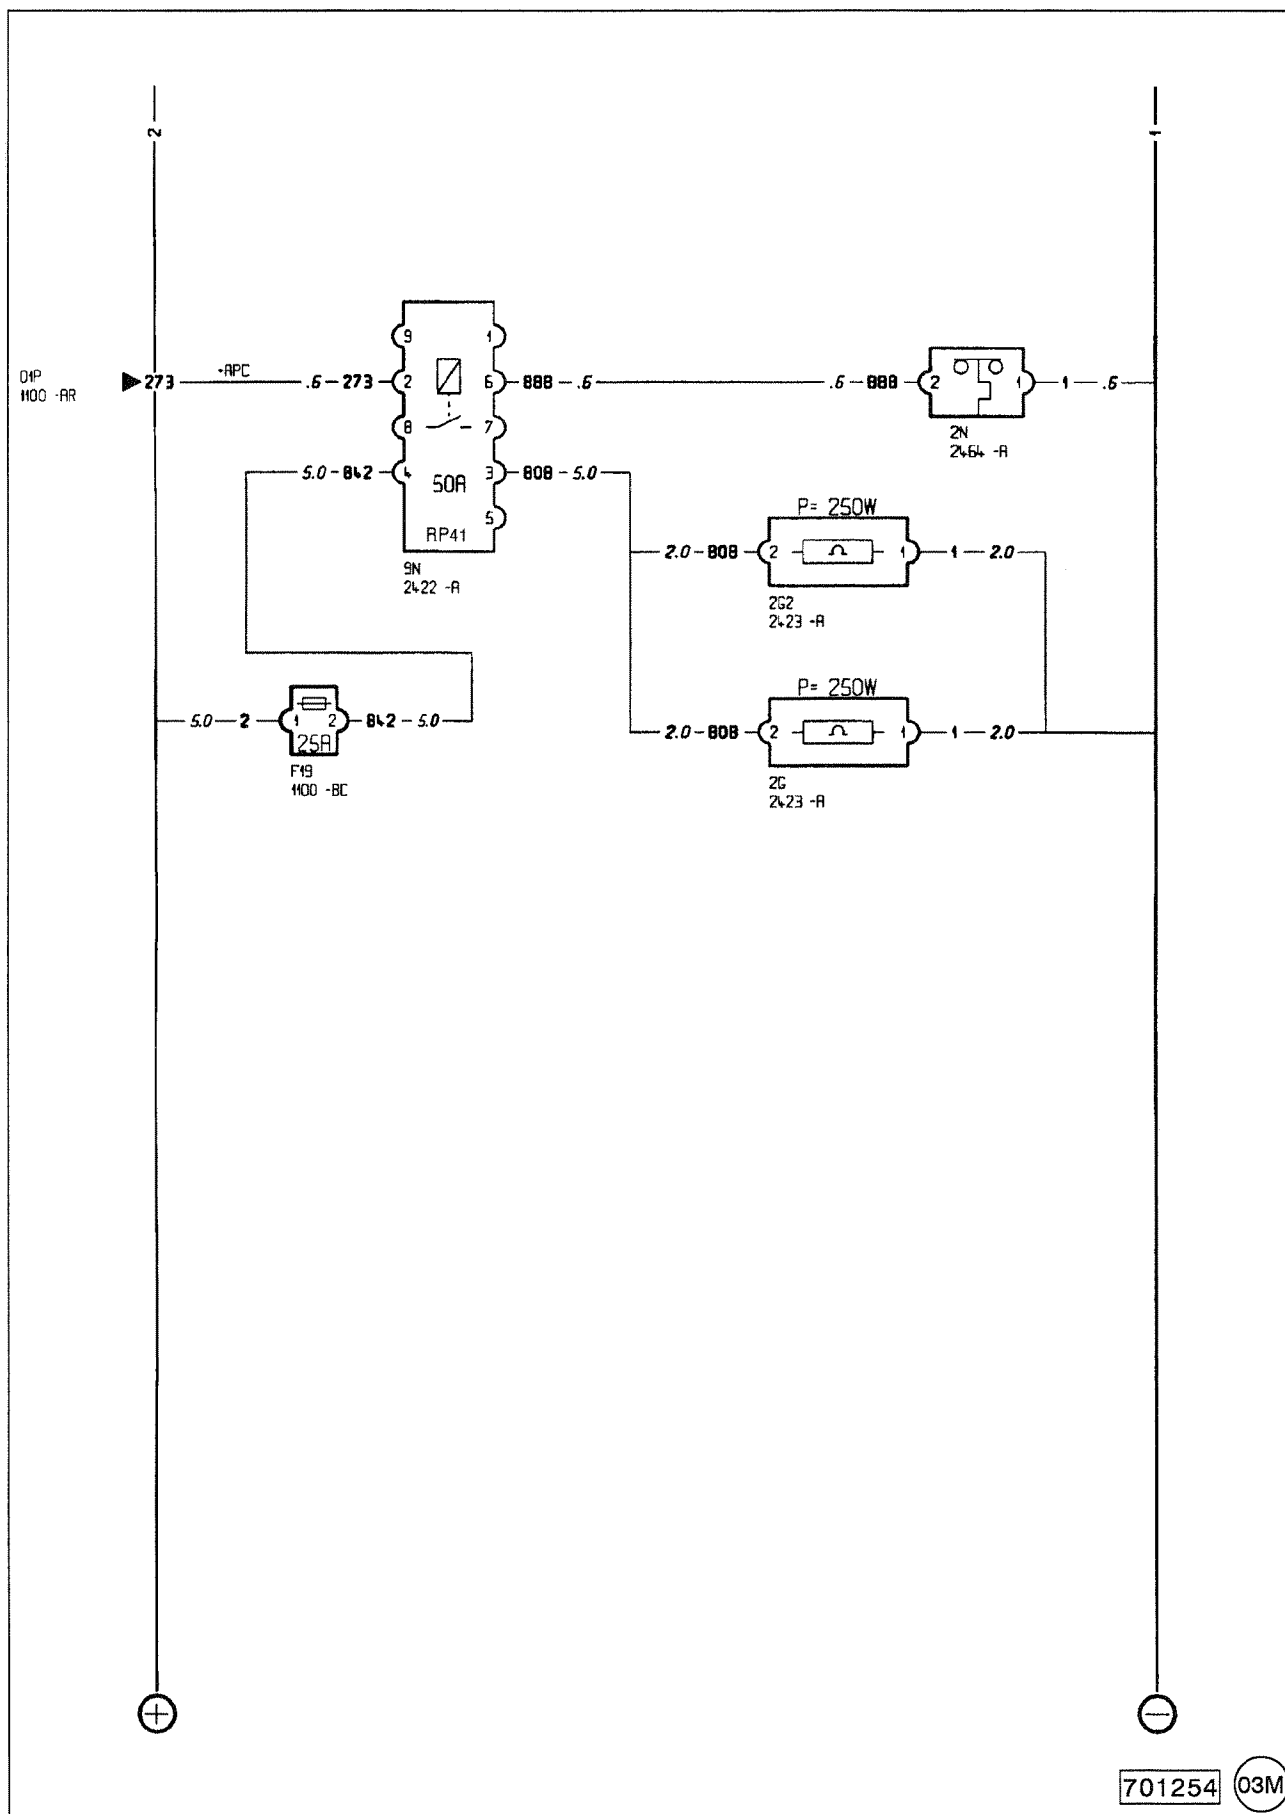 2
1
01P
1100 -AR
273
+APC
.6-273
9
2
8
4
1
6
7
3
5
50A
RP41
9N
2422 -A
888-.6
.6-888
2
1
1-.6
2N
2464 -A
5.0-842
808-5.0
P= 250W
2.0-808
2
Ω
1
1-2.0
2G2
2423 -A
P= 250W
2.0-808
2
Ω
1
1-2.0
2G
2423 -A
5.0-2
1
2
25A
842-5.0
F19
1100 -BC
+
−
701254
03M